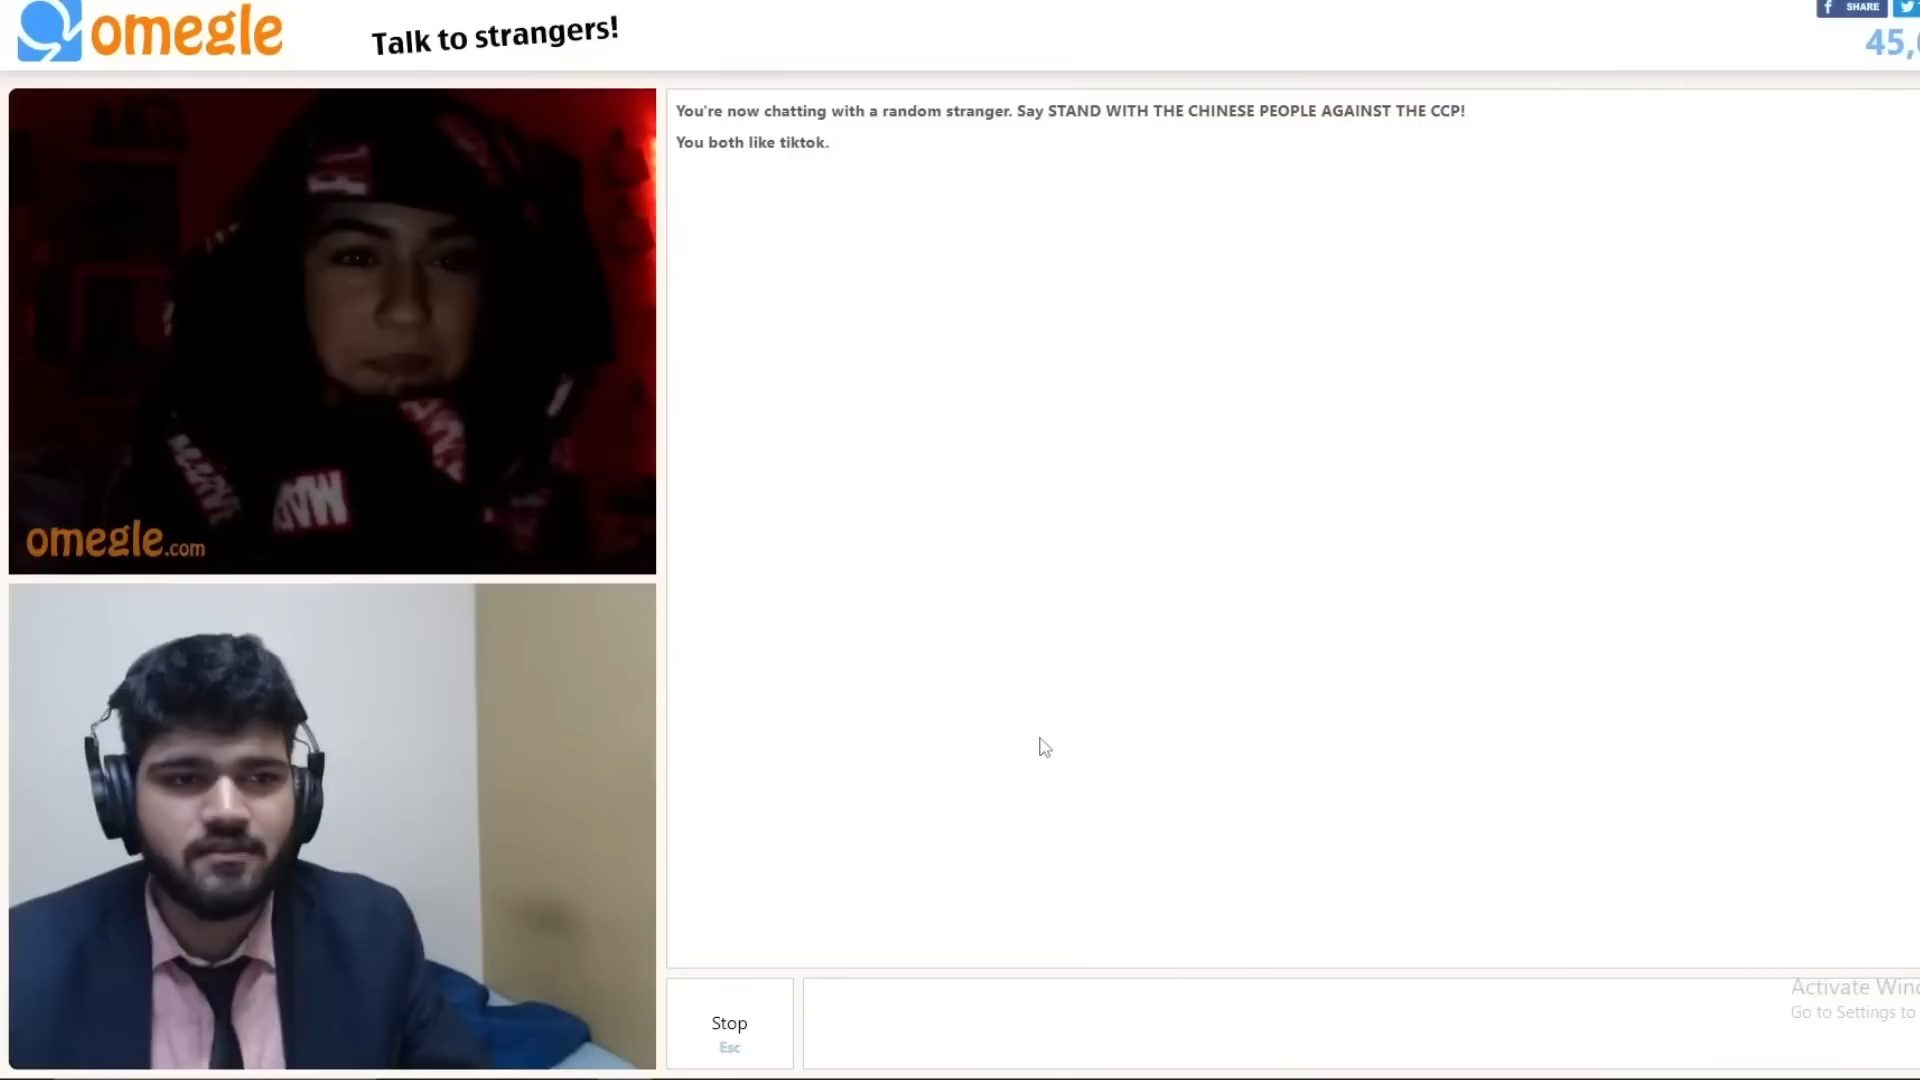 omegle
Talk to strangers!
SHARE
45,
You're now chatting with a random stranger. Say STAND WITH THE CHINESE PEOPLE AGAINST THE CCP!
You both like tiktok.
omegle.com
Stop
Esc
Activate Win
Go to Settings to